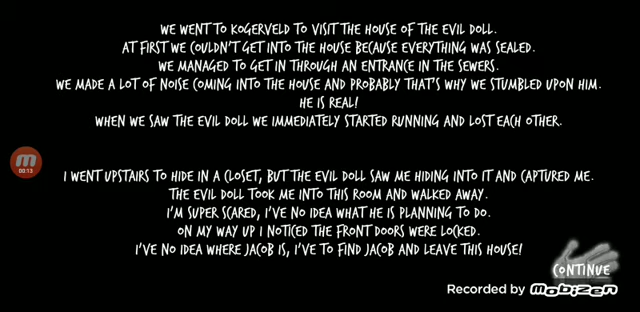 WE WENT TO KOGERVELD TO VISIT THE HOUSE OF THE EVIL DOLL.
AT FIRST WE COULDN'T GET INTO THE HOUSE BECAUSE EVERYTHING WAS SEALED.
WE MANAGED TO GET IN THROUGH AN ENTRANCE IN THE SEWERS.
WE MADE A LOT OF NOISE COMING INTO THE HOUSE AND PROBABLY THAT'S WHY WE STUMBLED UPON HIM.
HE IS REAL!
WHEN WE SAW THE EVIL DOLL WE IMMEDIATELY STARTED RUNNING AND LOST EACH OTHER.
00:13
I WENT UPSTAIRS TO HIDE IN A CLOSET, BUT THE EVIL DOLL SAW ME HIDING INTO IT AND CAPTURED ME.
THE EVIL DOLL TOOK ME INTO THIS ROOM AND WALKED AWAY.
I'M SUPER SCARED, I'VE NO IDEA WHAT HE IS PLANNING TO DO.
ON MY WAY UP I NOTICED THE FRONT DOORS WERE LOCKED.
I'VE NO IDEA WHERE JACOB IS, I'VE TO FIND JACOB AND LEAVE THIS HOUSE!
CONTINUE
Recorded by mobizen